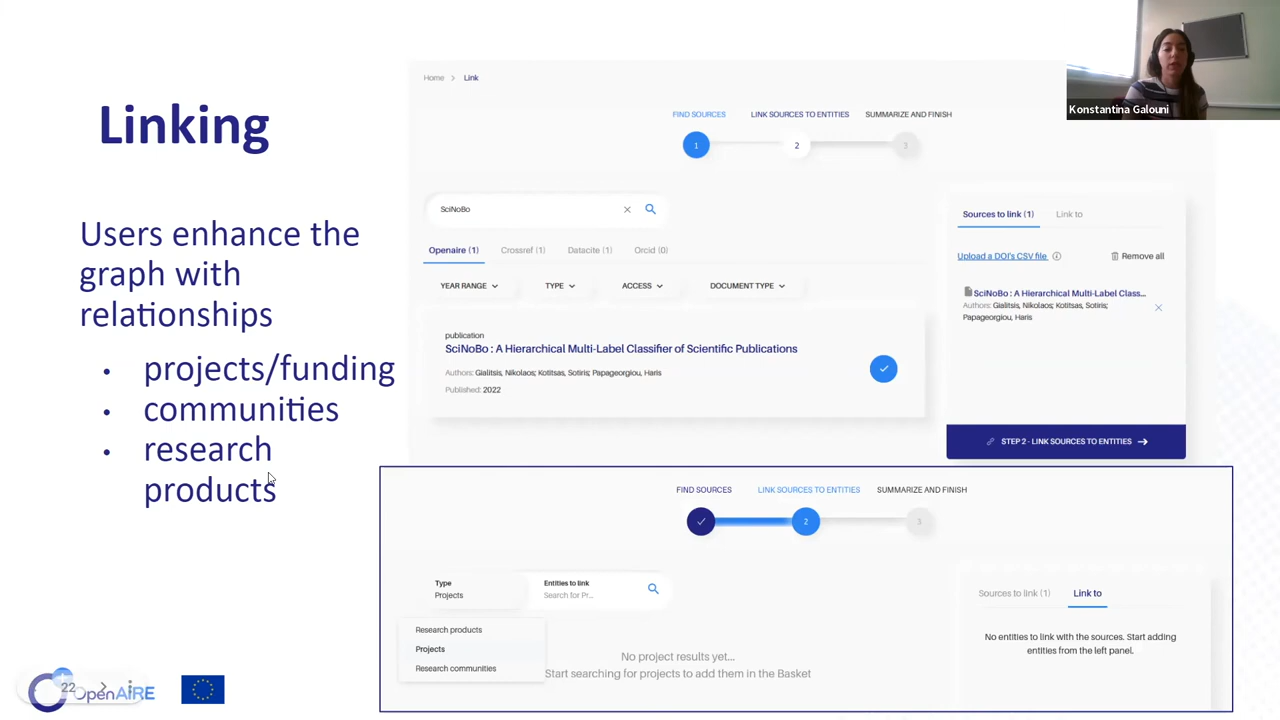 Linking
Users enhance the
graph with
relationships
• projects/funding
• communities
• research
products
Home > Link
FIND SOURCES
LINK SOURCES TO ENTITIES
SUMMARIZE AND FINISH
1
2
3
SciNoBo
Openaire (1)
Crossref (1)
Datacite (1)
Orcid (0)
YEAR RANGE
TYPE
ACCESS
DOCUMENT TYPE
publication
SciNoBo : A Hierarchical Multi-Label Classifier of Scientific Publications
Authors: Gialitsis, Nikolaos; Kotitsas, Sotiris; Papageorgiou, Haris
Published: 2022
Sources to link (1)
Link to
Upload a DOI's CSV file
Remove all
SciNoBo : A Hierarchical Multi-Label Class...
Authors: Gialitsis, Nikolaos; Kotitsas, Sotiris;
Papageorgiou, Haris
STEP 2 - LINK SOURCES TO ENTITIES
Konstantina Galouni
FIND SOURCES
LINK SOURCES TO ENTITIES
SUMMARIZE AND FINISH
2
3
Type
Projects
Entities to link
Search for Pr...
Research products
Projects
Research communities
No project results yet...
Start searching for projects to add them in the Basket
Sources to link (1)
Link to
No entities to link with the sources. Start adding
entities from the left panel.
22
OpenAIRE